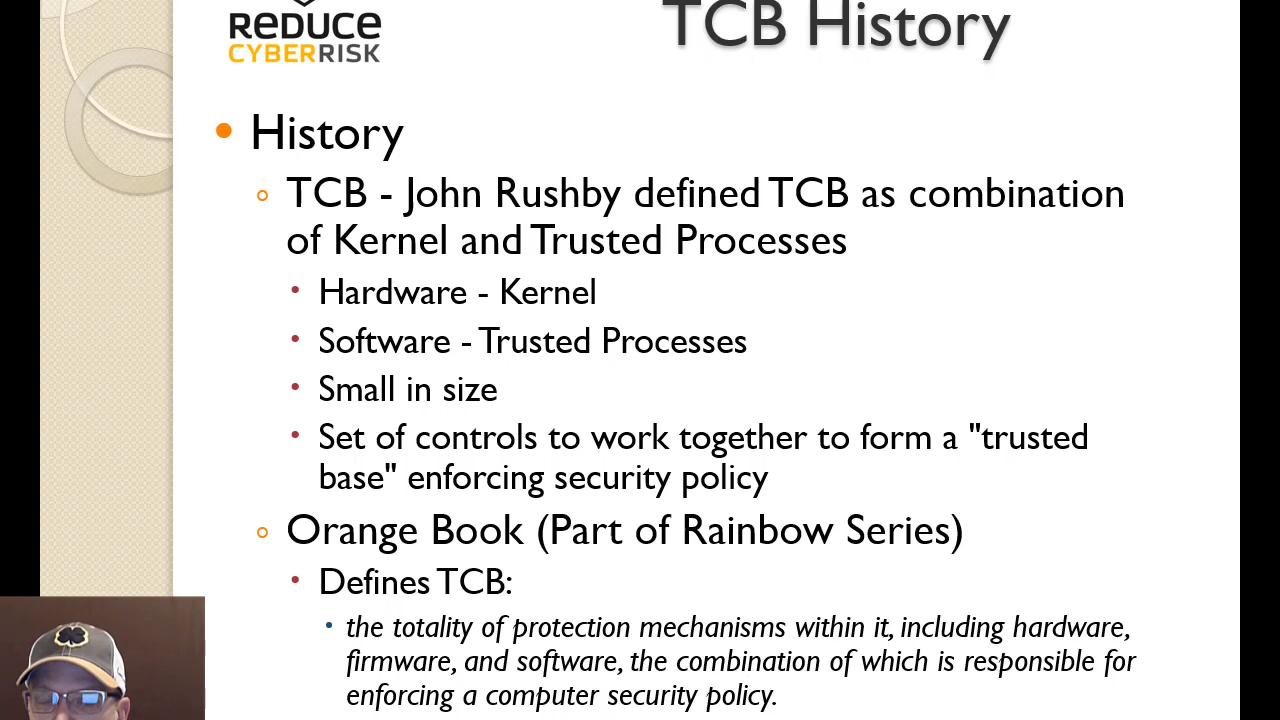 REDUCE
CYBERRISK
TCB History
History
TCB - John Rushby defined TCB as combination
of Kernel and Trusted Processes
Hardware - Kernel
Software - Trusted Processes
Small in size
Set of controls to work together to form a "trusted
base" enforcing security policy
Orange Book (Part of Rainbow Series)
Defines TCB:
the totality of protection mechanisms within it, including hardware,
firmware, and software, the combination of which is responsible for
enforcing a computer security policy.